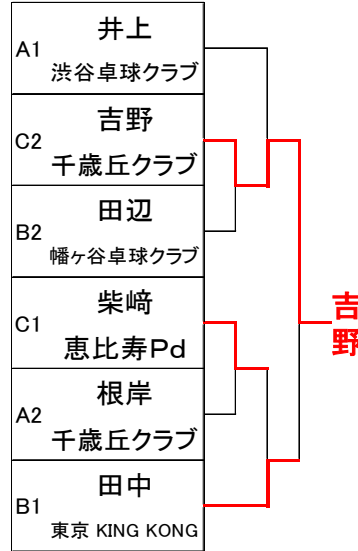 A1 井上
渋谷卓球クラブ
C2 吉野
千歳丘クラブ
B2 田辺
幡ヶ谷卓球クラブ
C1 柴﨑
恵比寿Pd
A2 根岸
千歳丘クラブ
B1 田中
東京 KING KONG
吉野